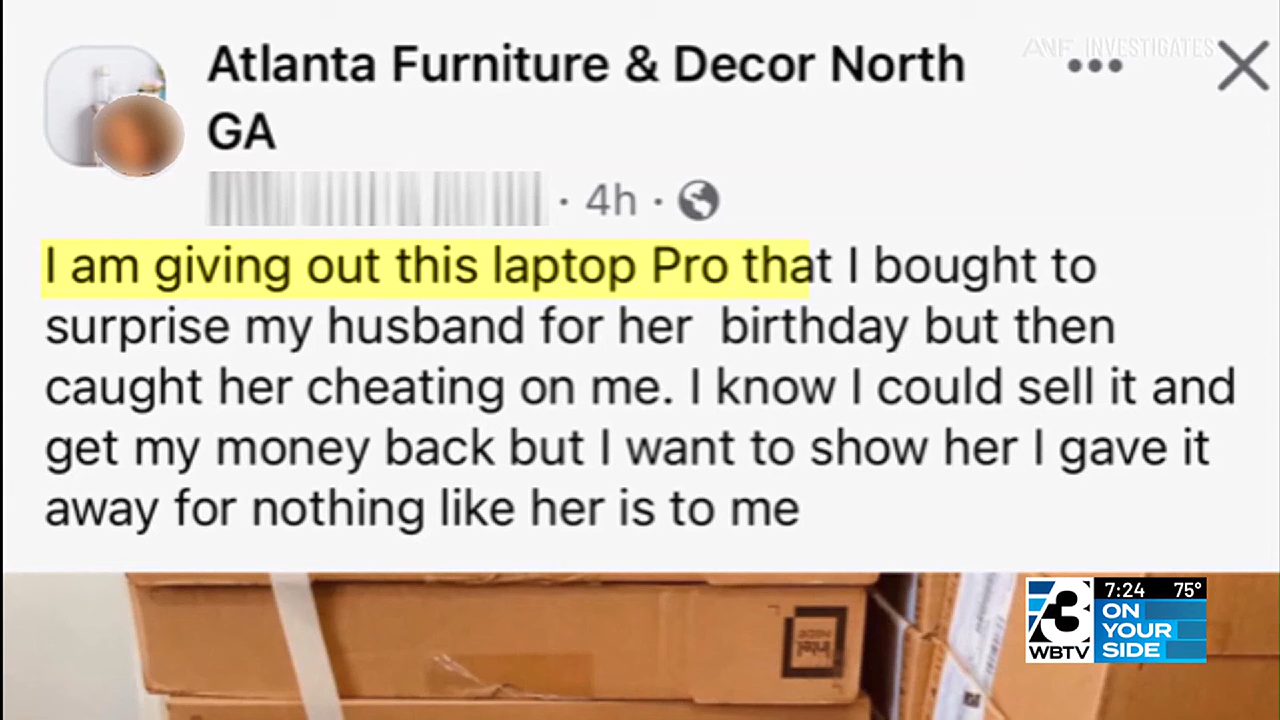 Atlanta Furniture & Decor North
GA
ANF INVESTIGATES
· 4h ·
I am giving out this laptop Pro that I bought to
surprise my husband for her birthday but then
caught her cheating on me. I know I could sell it and
get my money back but I want to show her I gave it
away for nothing like her is to me
intel
INSIDE
3
WBTV
7:24 75°
ON
YOUR
SIDE